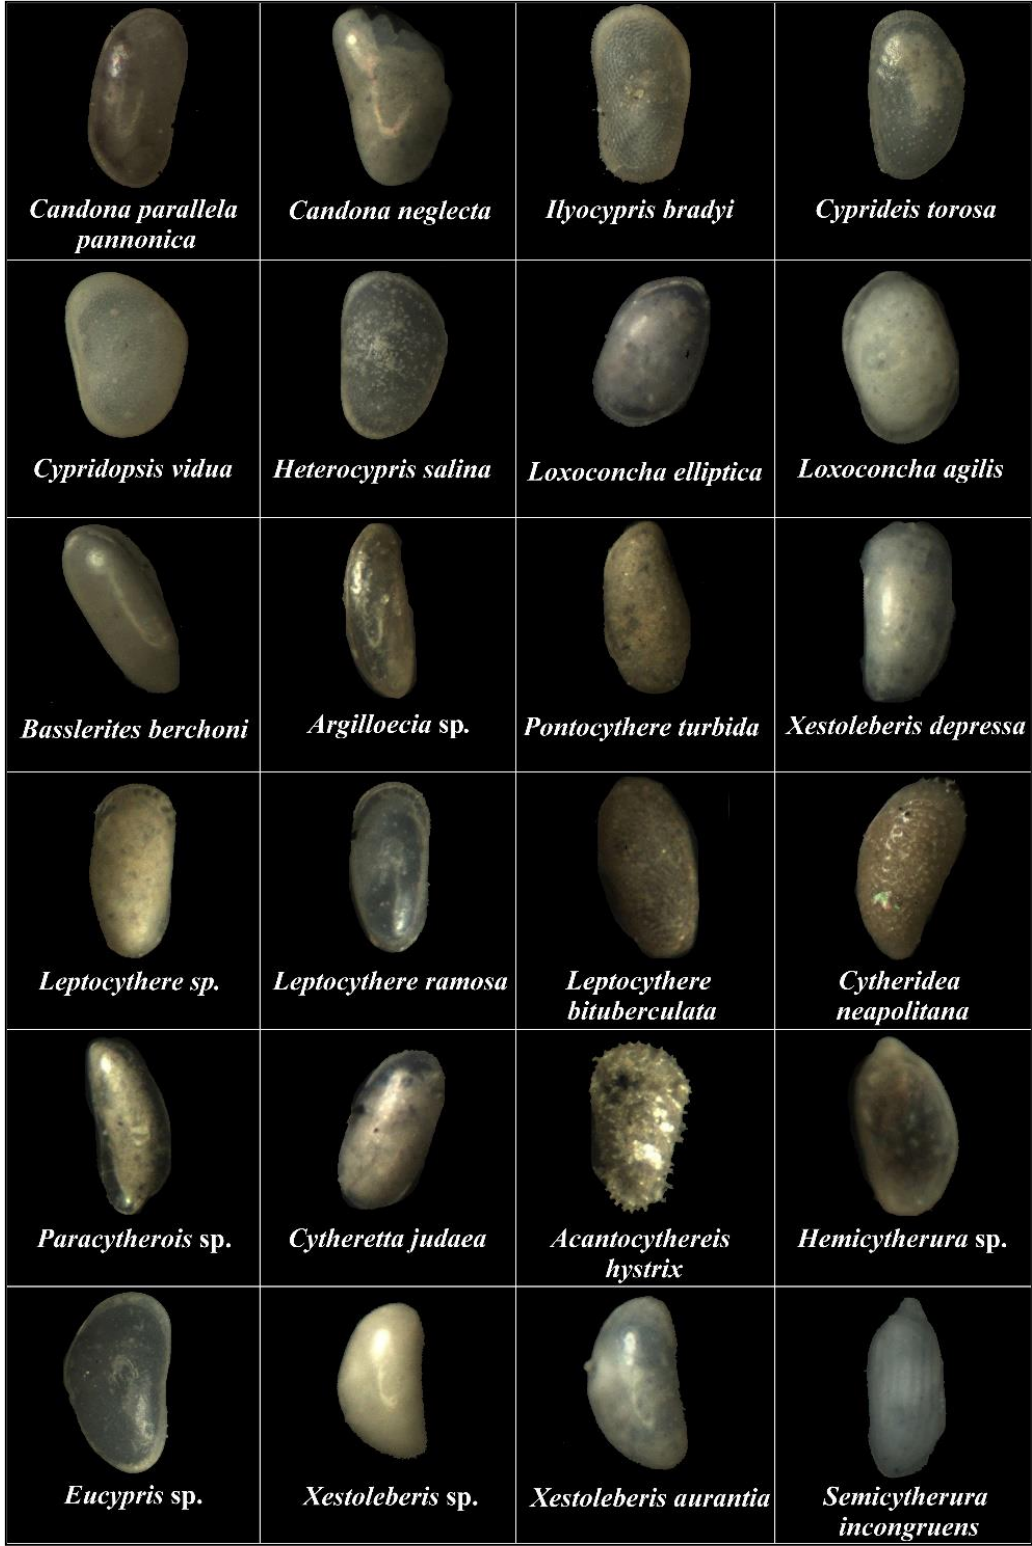 Candona parallela
pannonica
Candona neglecta
Ilyocypris bradyi
Cyprideis torosa
Cypridopsis vidua
Heterocypris salina
Loxoconcha elliptica
Loxoconcha agilis
Basslerites berchoni
Argilloecia sp.
Pontocythere turbida
Xestoleberis depressa
Leptocythere sp.
Leptocythere ramosa
Leptocythere
bituberculata
Cytheridea
neapolitana
Paracytherois sp.
Cytheretta judaea
Acantocythereis
hystrix
Hemicytherura sp.
Eucypris sp.
Xestoleberis sp.
Xestoleberis aurantia
Semicytherura
incongruens